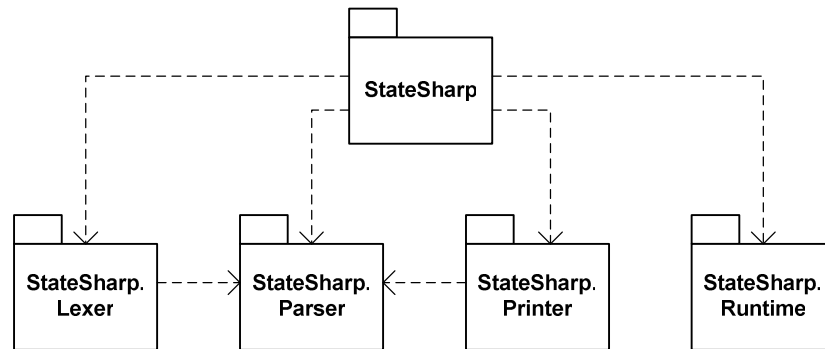 StateSharp
StateSharp.
Lexer
StateSharp.
Parser
StateSharp.
Printer
StateSharp.
Runtime